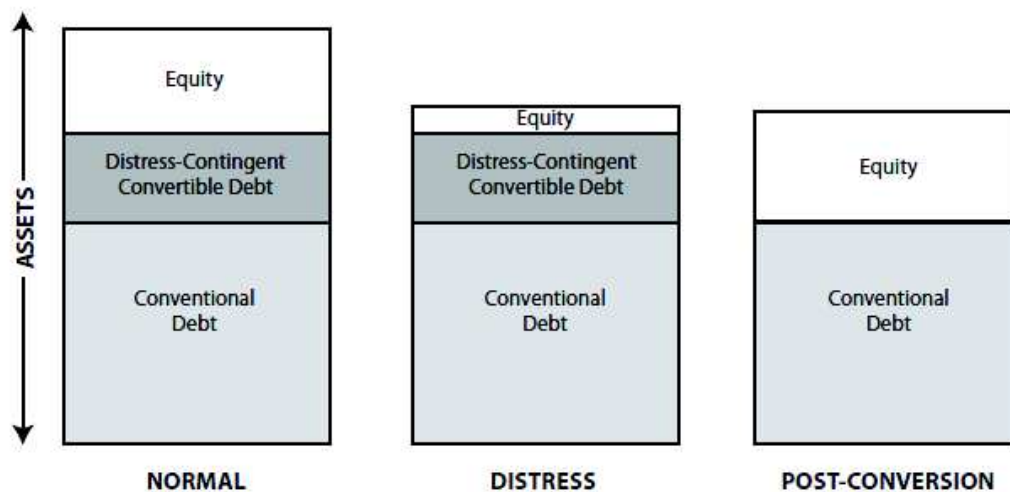 ASSETS
Equity
Distress-Contingent
Convertible Debt
Conventional
Debt
NORMAL
Equity
Distress-Contingent
Convertible Debt
Conventional
Debt
DISTRESS
Equity
Conventional
Debt
POST-CONVERSION